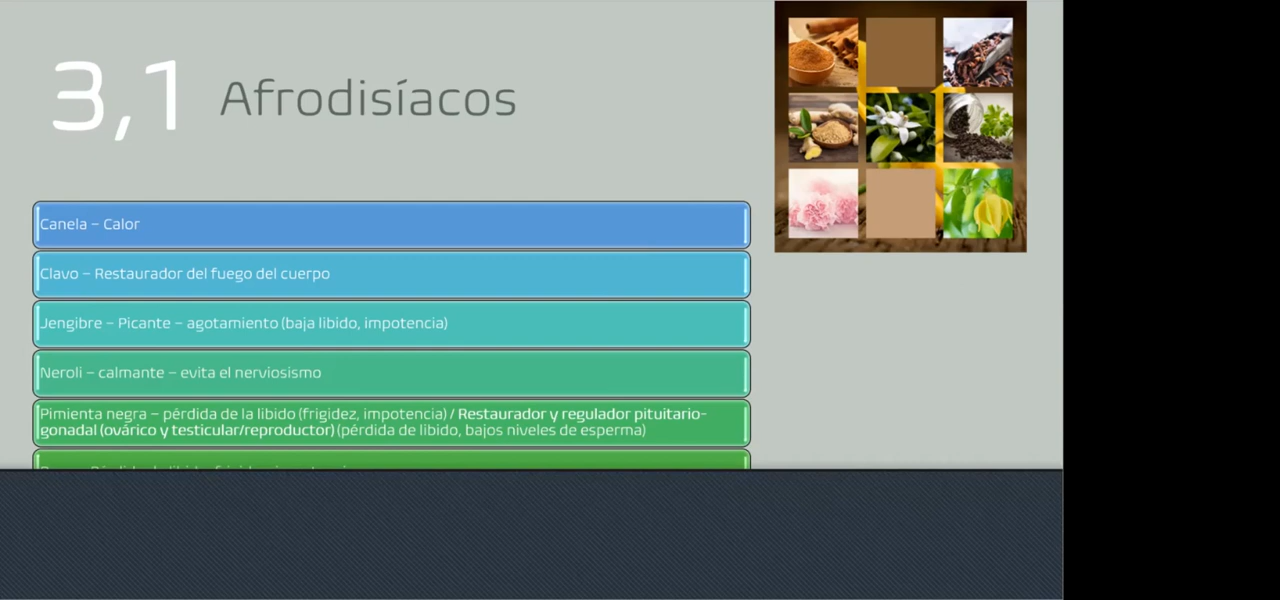 3,1 Afrodisíacos
Canela – Calor
Clavo – Restaurador del fuego del cuerpo
Jengibre – Picante – agotamiento (baja libido, impotencia)
Neroli – calmante – evita el nerviosismo
Pimienta negra – pérdida de la libido (frigidez, impotencia) / Restaurador y regulador pituitario-
gonadal (ovárico y testicular/reproductor) (pérdida de libido, bajos niveles de esperma)